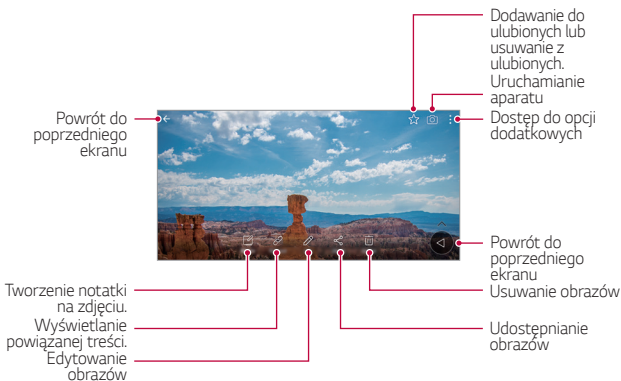 Dodawanie do
ulubionych lub
usuwanie z
ulubionych.
Uruchamianie
aparatu
Dostęp do opcji
dodatkowych
Powrót do
poprzedniego
ekranu
Powrót do
poprzedniego
ekranu
Usuwanie obrazów
Udostępnianie
obrazów
Tworzenie notatki
na zdjęciu.
Wyświetlanie
powiązanej treści.
Edytowanie
obrazów